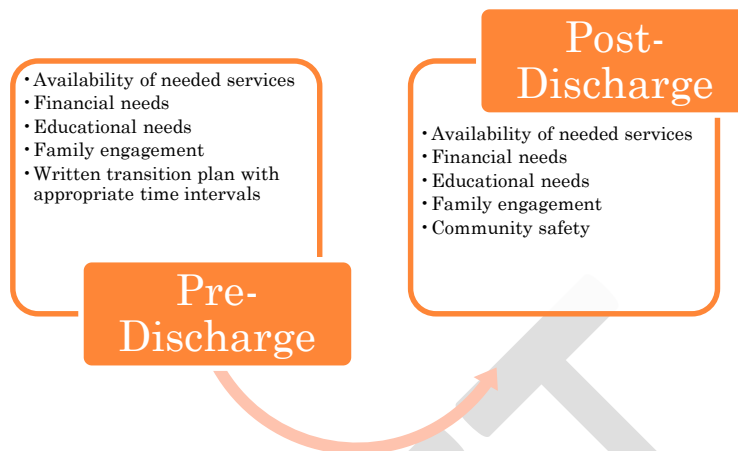 • Availability of needed services
• Financial needs
• Educational needs
• Family engagement
• Written transition plan with
appropriate time intervals
Pre-
Discharge
Post-
Discharge
• Availability of needed services
• Financial needs
• Educational needs
• Family engagement
• Community safety